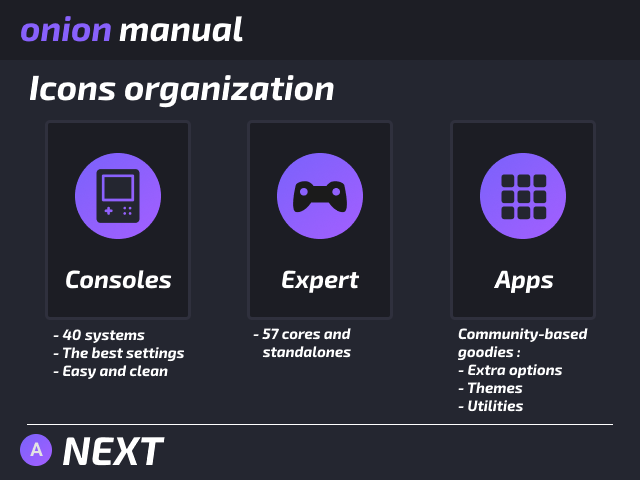 onion manual
Icons organization
Consoles
- 40 systems
- The best settings
- Easy and clean
Expert
- 57 cores and
standalones
Apps
Community-based
goodies :
- Extra options
- Themes
- Utilities
A NEXT